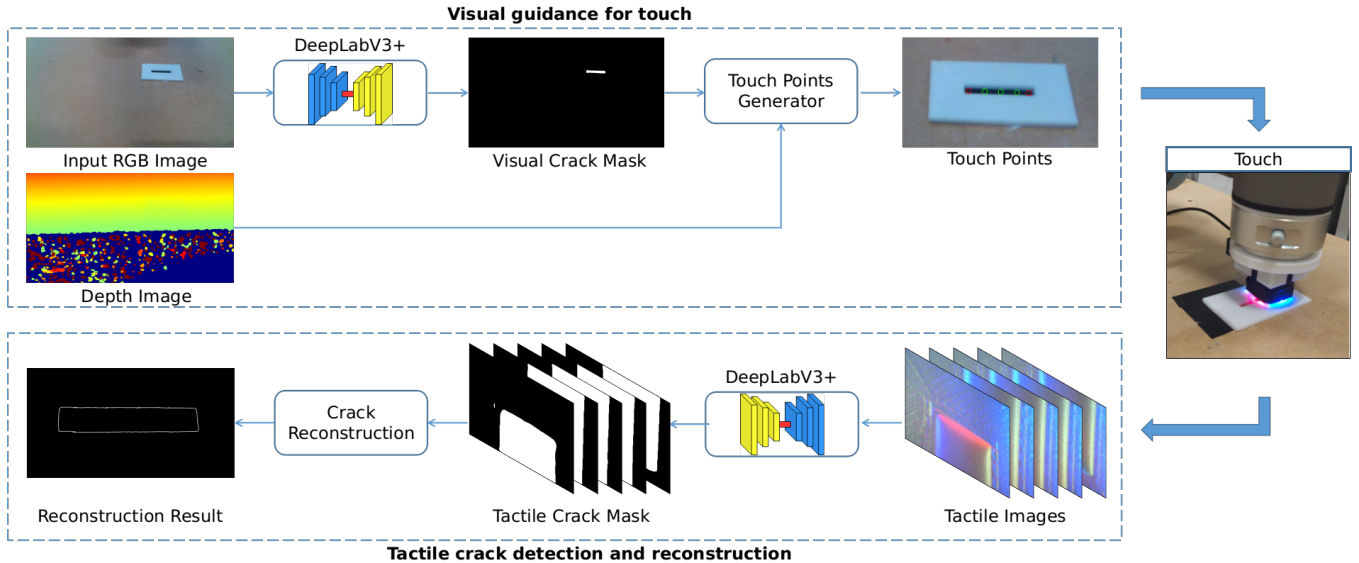 Visual guidance for touch
DeepLabV3+
Touch Points
Generator
Input RGB Image
Visual Crack Mask
Touch Points
Touch
Depth Image
DeepLabV3+
Crack
Reconstruction
Reconstruction Result
Tactile Crack Mask
Tactile Images
Tactile crack detection and reconstruction